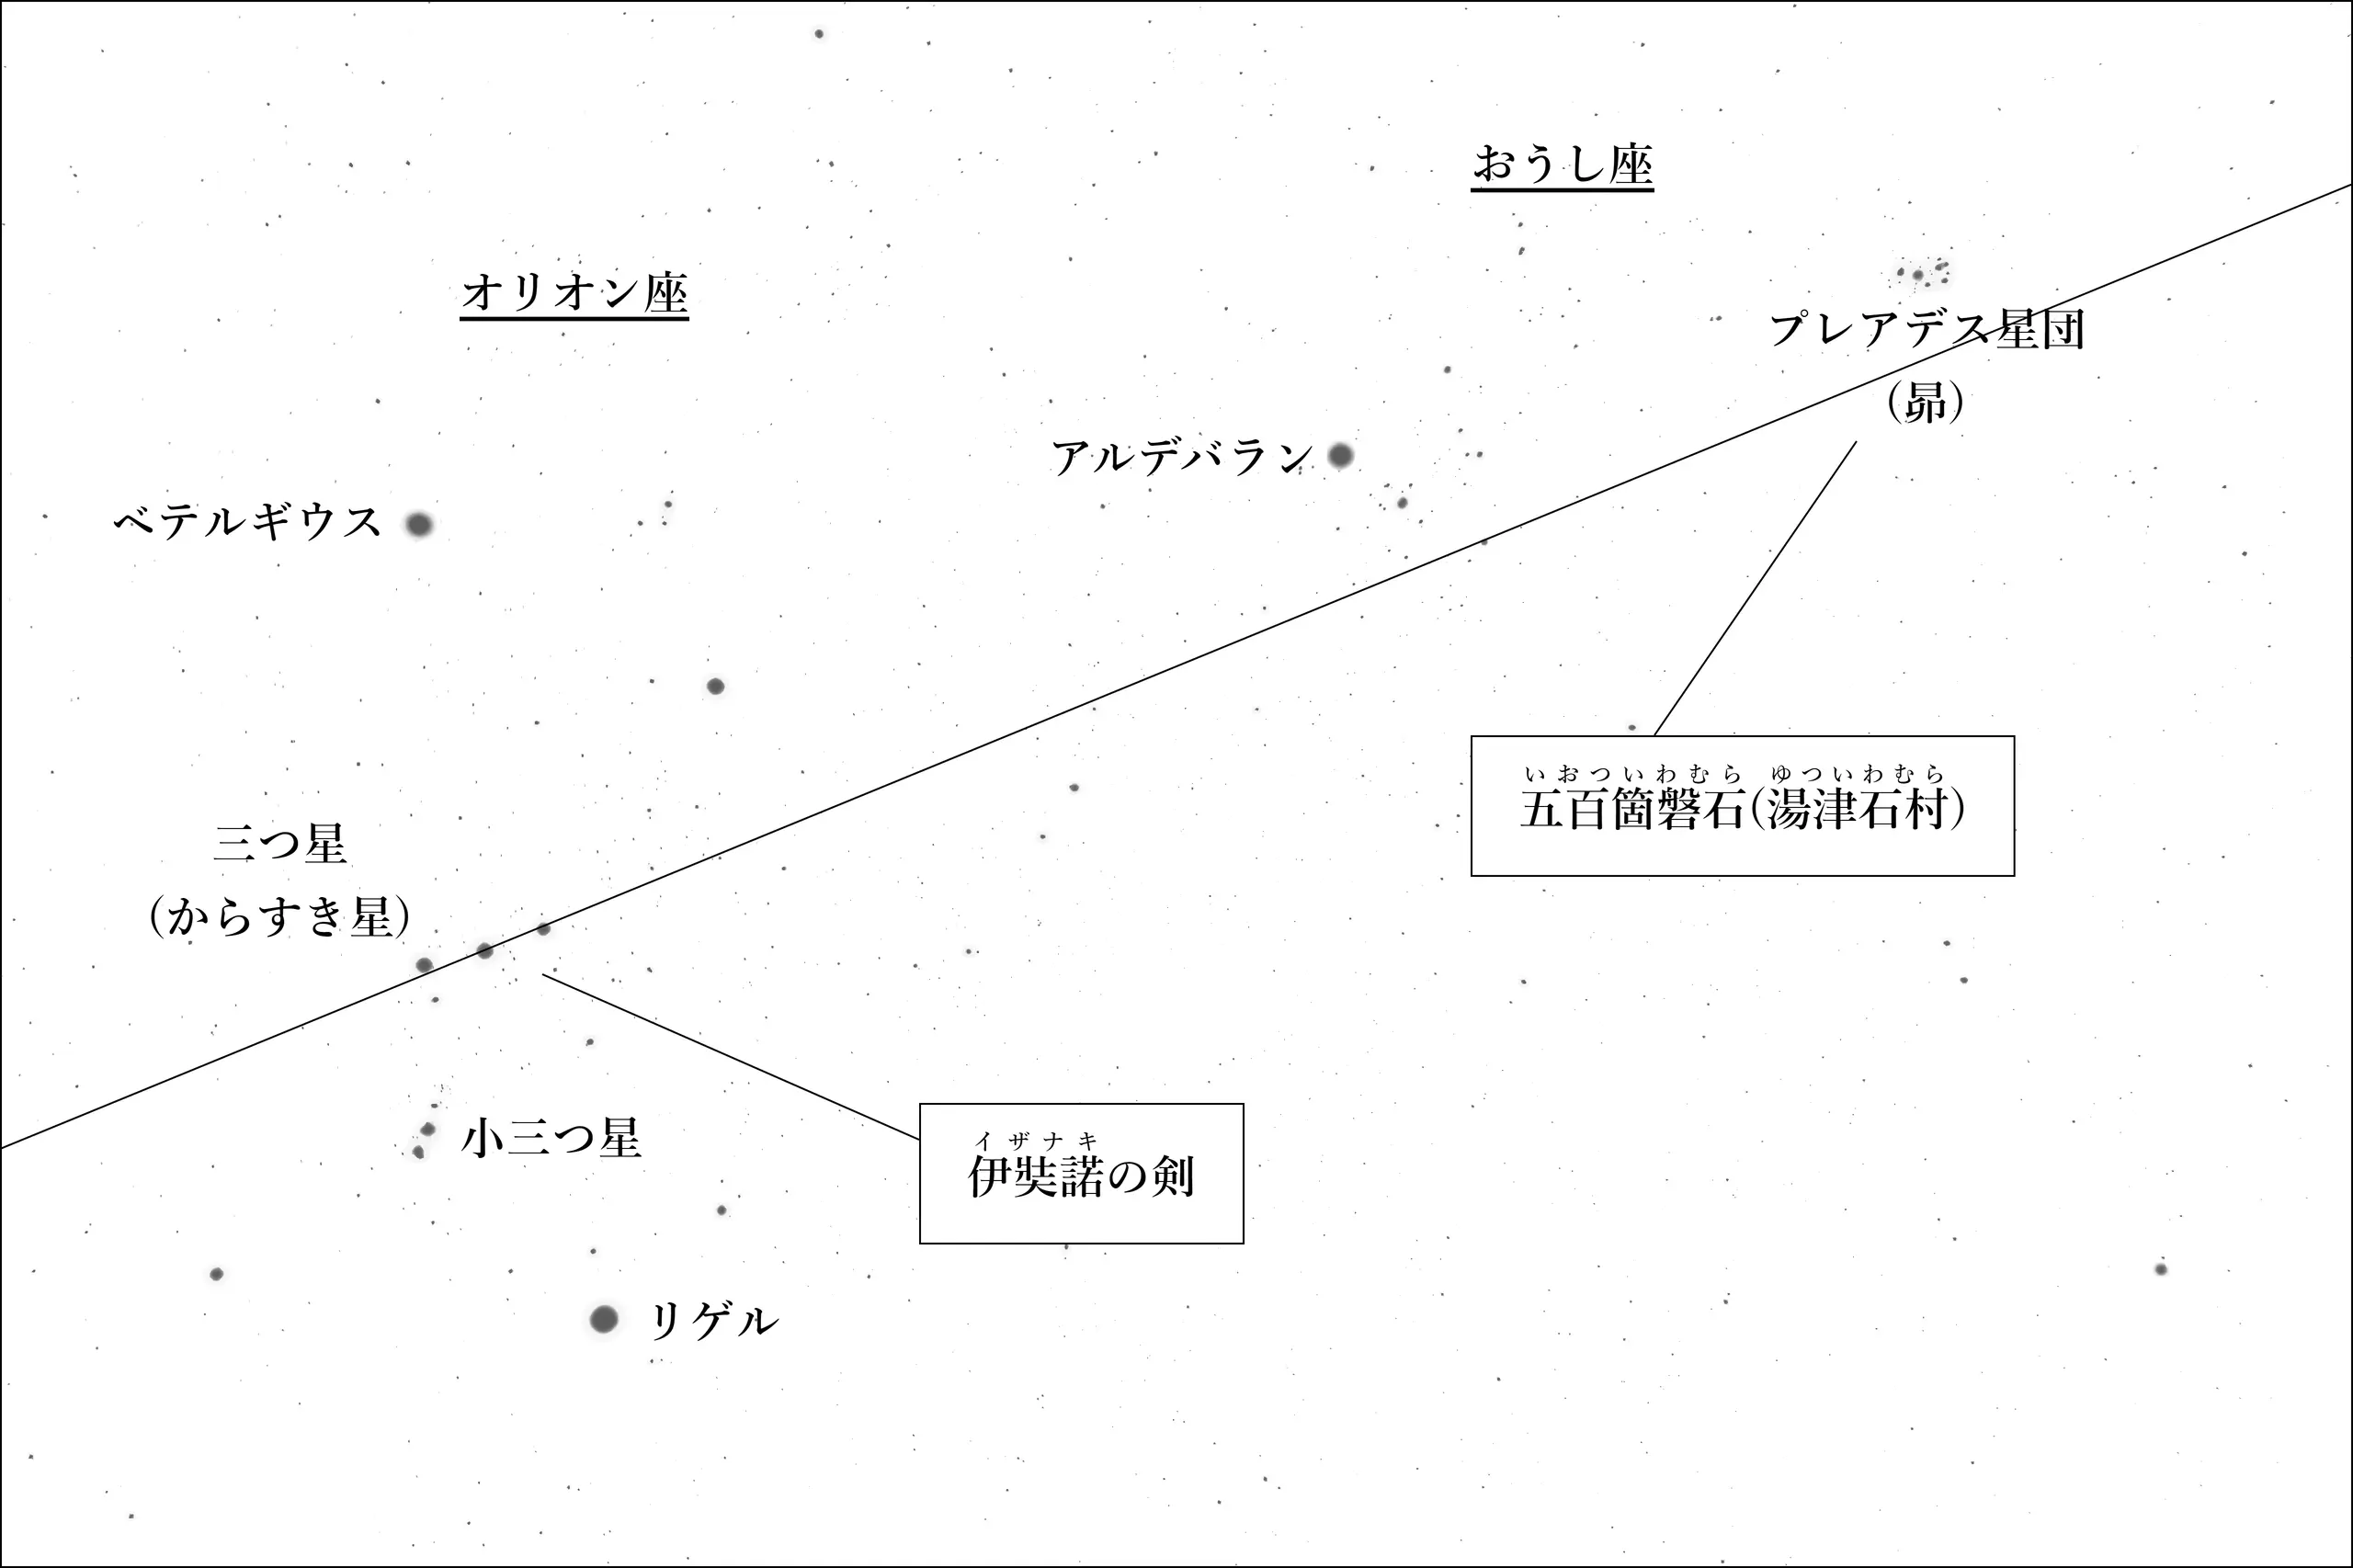 おうし座
オリオン座
プレアデス星団
(昴)
アルデバラン
ベテルギウス
いおついわむら ゆついわむら
五百箇磐石(湯津石村)
三つ星
(からすき星)
小三つ星
イザナキ
伊奘諾の剣
リゲル